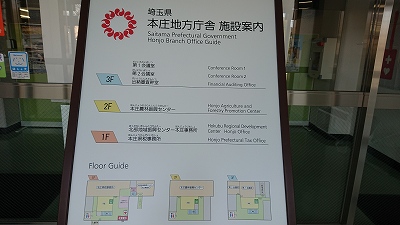 埼玉県
本庄地方庁舎 施設案内
Saitama Prefectural Government
Honjo Branch Office Guide
3F
第1会議室 Conference Room 1
第2会議室 Conference Room 2
Financial Auditing Office
2F
本庄農林振興センター Honjo Agriculture and
Forestry Promotion Center
1F
北部地域振興センター本庄事務所 Hokubu Regional Development
Center Honjo Office
本庄県税事務所 Honjo Prefectural Tax Office
Floor Guide